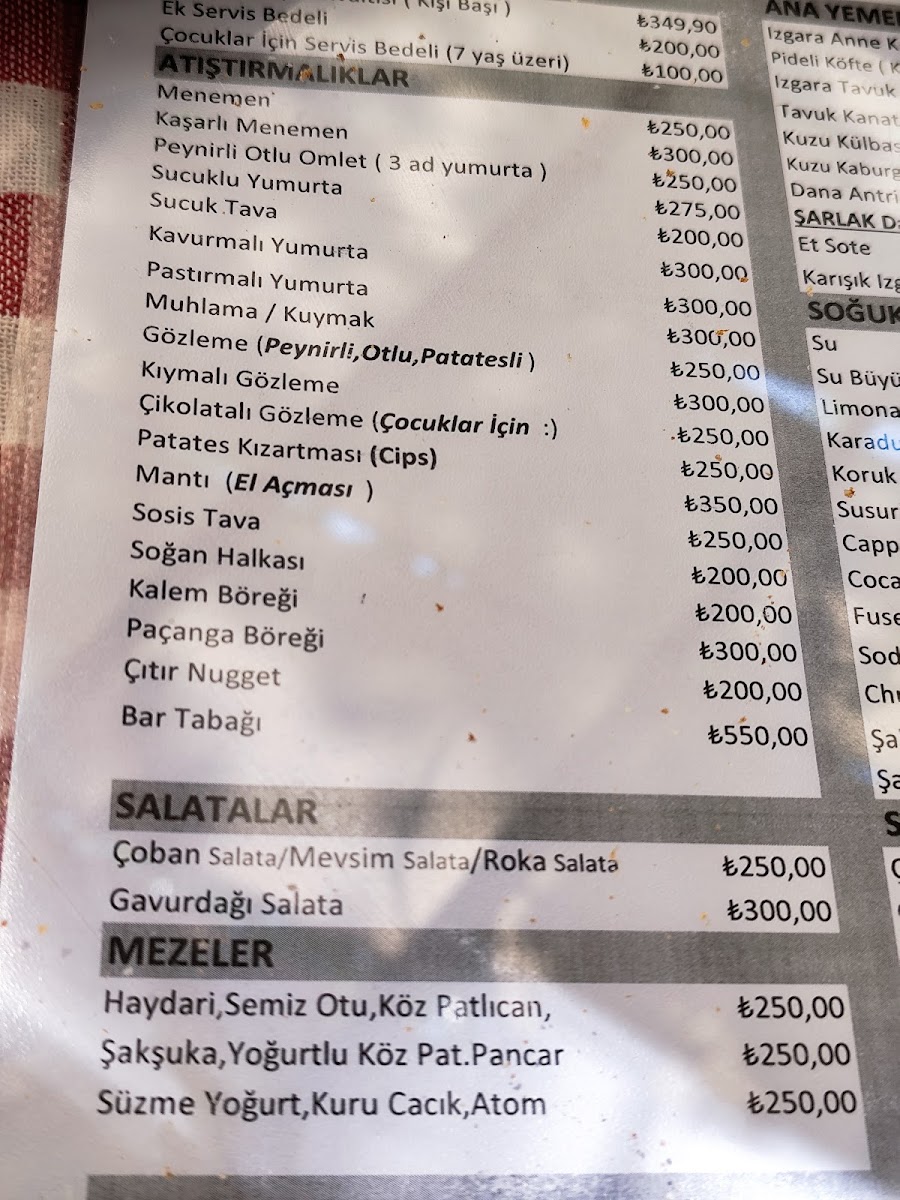 ( Kişi Başı ) ₺349,90
Ek Servis Bedeli ₺200,00
Çocuklar İçin Servis Bedeli (7 yaş üzeri) ₺100,00
ATIŞTIRMALIKLAR
Menemen ₺250,00
Kaşarlı Menemen ₺300,00
Peynirli Otlu Omlet ( 3 ad yumurta ) ₺250,00
Sucuklu Yumurta ₺275,00
Sucuk Tava ₺200,00
Kavurmalı Yumurta ₺300,00
Pastırmalı Yumurta ₺300,00
Muhlama / Kuymak ₺300,00
Gözleme (Peynirli,Otlu,Patatesli ) ₺250,00
Kıymalı Gözleme ₺300,00
Çikolatalı Gözleme (Çocuklar İçin :) ₺250,00
Patates Kızartması (Cips) ₺250,00
Mantı (El Açması ) ₺350,00
Sosis Tava ₺250,00
Soğan Halkası ₺200,00
Kalem Böreği ₺200,00
Paçanga Böreği ₺300,00
Çıtır Nugget ₺200,00
Bar Tabağı ₺550,00
SALATALAR
Çoban Salata/Mevsim Salata/Roka Salata ₺250,00
Gavurdağı Salata ₺300,00
MEZELER
Haydari,Semiz Otu,Köz Patlıcan, ₺250,00
Şakşuka,Yoğurtlu Köz Pat.Pancar ₺250,00
Süzme Yoğurt,Kuru Cacık,Atom ₺250,00
ANA YEME
Izgara Anne K
Pideli Köfte ( K
Izgara Tavuk
Tavuk Kanat
Kuzu Külbas
Kuzu Kaburg
Dana Antri
ŞARLAK D
Et Sote
Karışık Izg
SOĞUK
Su
Su Büyü
Limona
Karadu
Koruk
Susur
Capp
Coca
Fuse
Sod
Ch
Şa
Şa
S